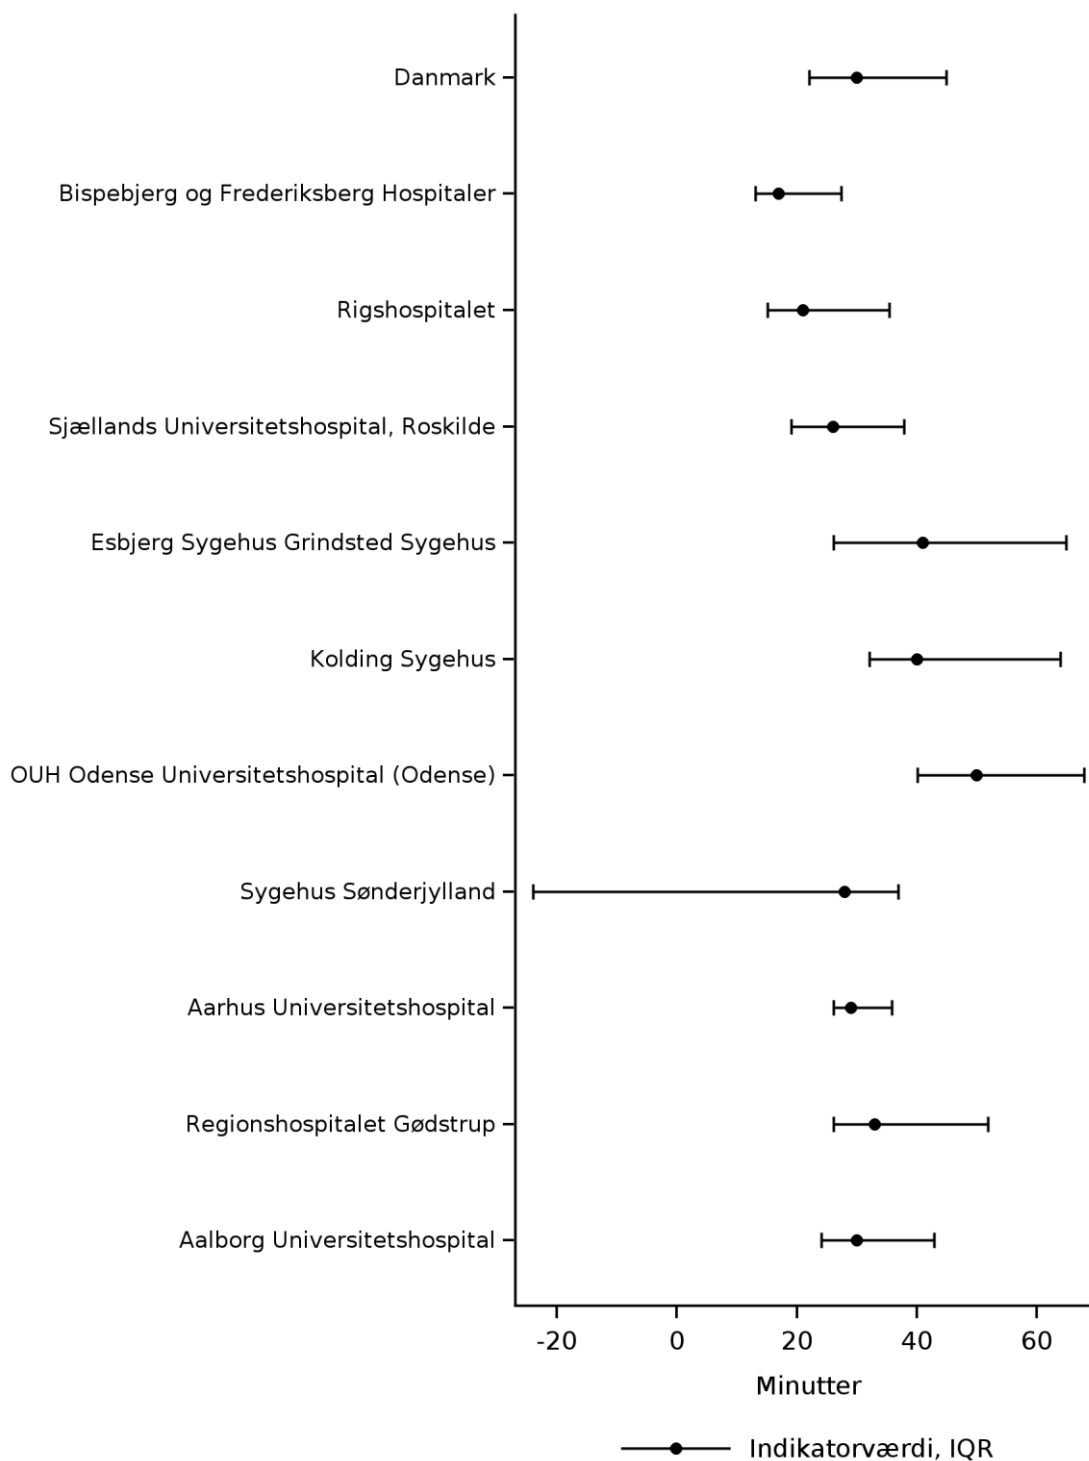 Danmark
Bispebjerg og Frederiksberg Hospitaler
Rigshospitalet
Sjællands Universitetshospital, Roskilde
Esbjerg Sygehus Grindsted Sygehus
Kolding Sygehus
OUH Odense Universitetshospital (Odense)
Sygehus Sønderjylland
Aarhus Universitetshospital
Regionshospitalet Gødstrup
Aalborg Universitetshospital
-20 0 20 40 60
Minutter
Indikatorværdi, IQR